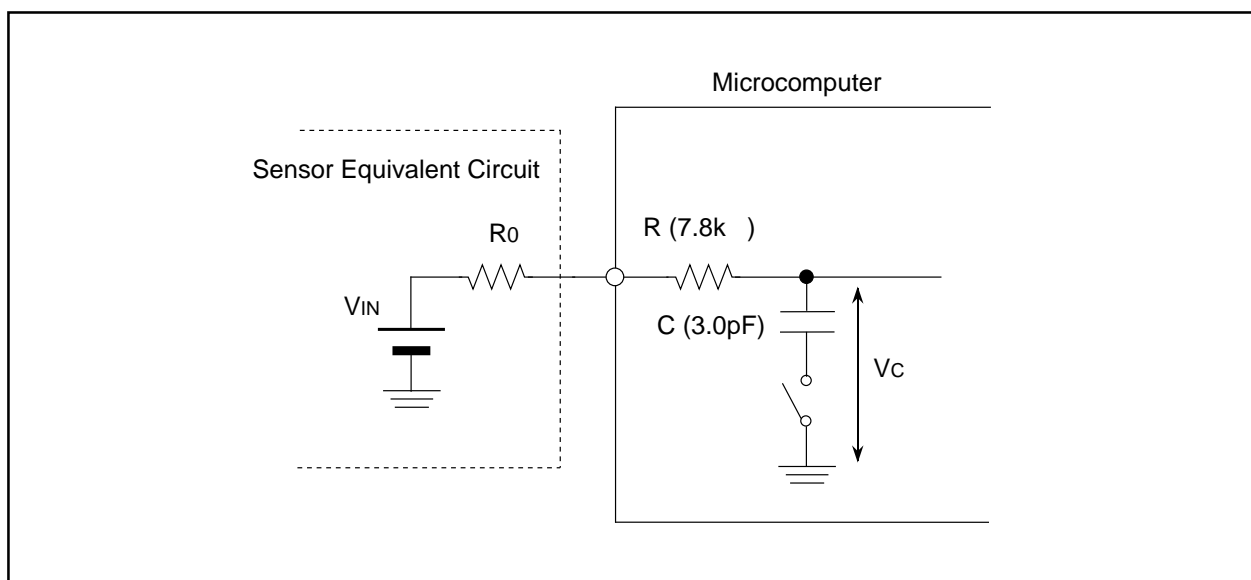 Microcomputer
Sensor Equivalent Circuit
R0
R (7.8k )
VIN
C (3.0pF)
VC